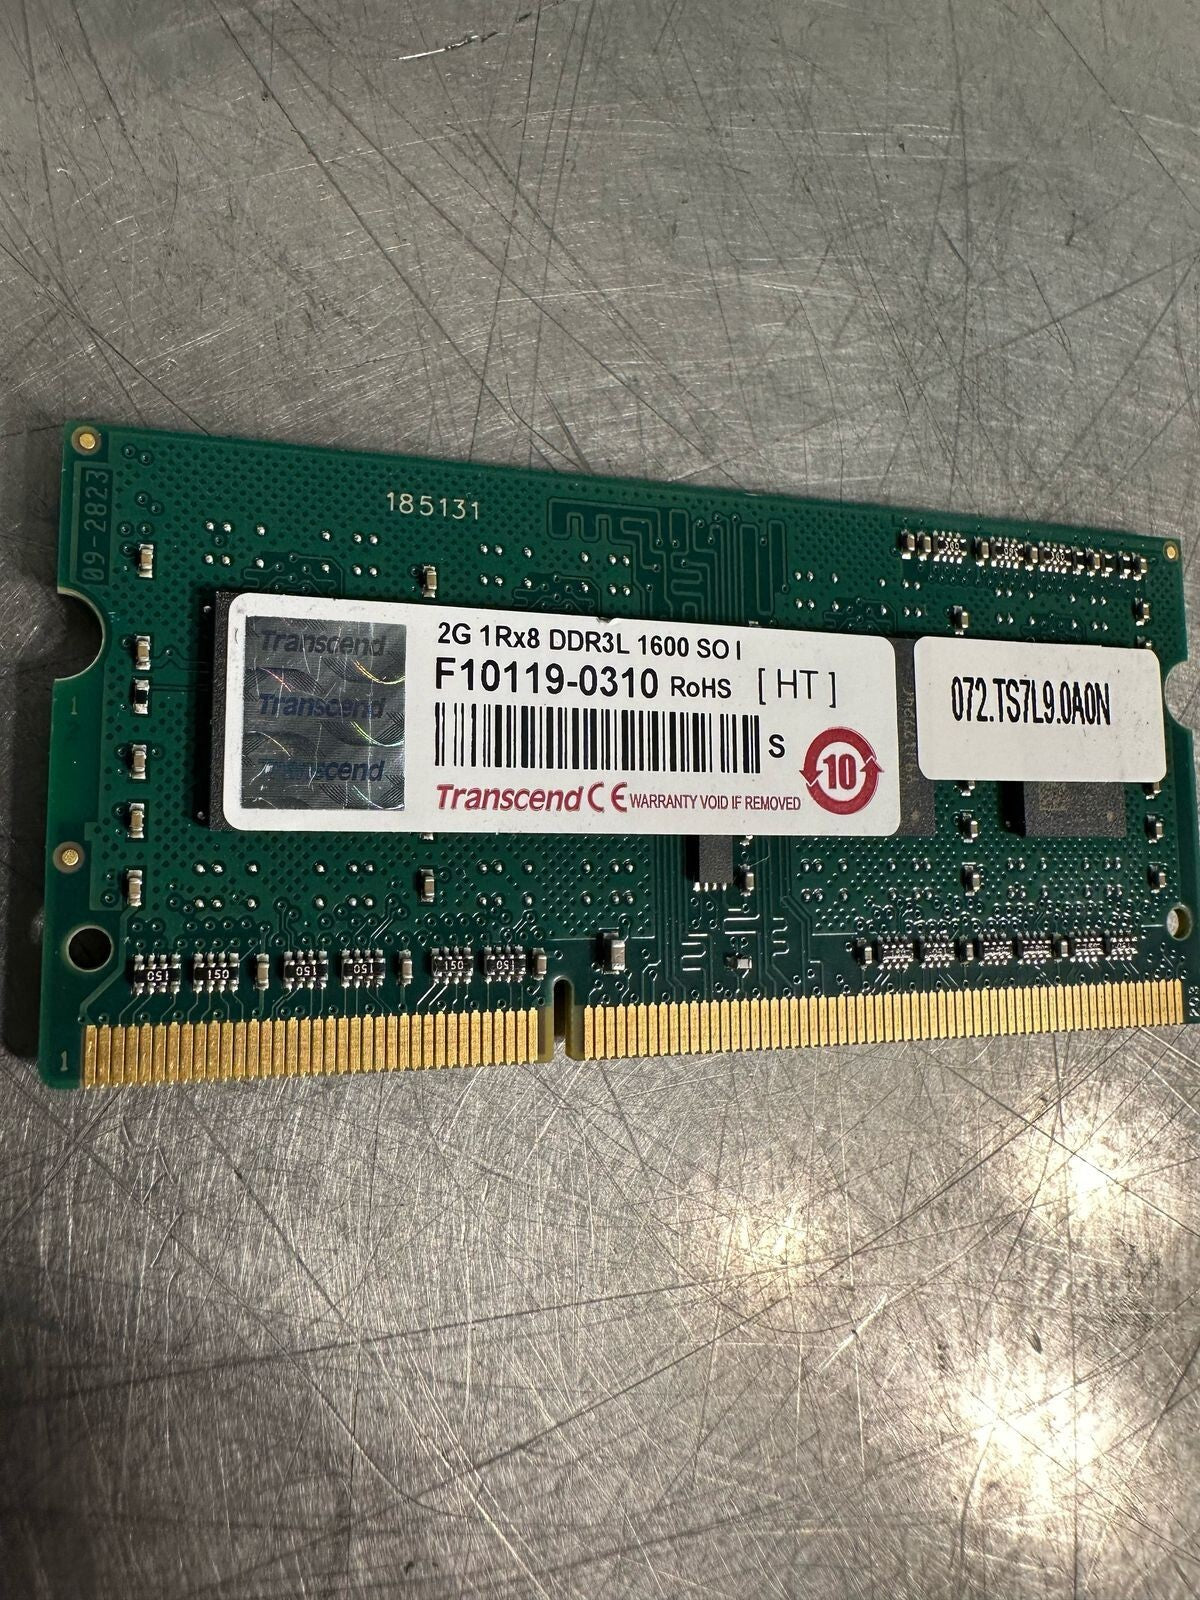 185131
09-2823
Transcend
Transcend
Transcend
2G 1Rx8 DDR3L 1600 SO I
F10119-0310 RoHS [ HT ]
S
10
Transcend CE WARRANTY VOID IF REMOVED
072.TS7L9.0A0N
1
150
150
150
150
150
150
1